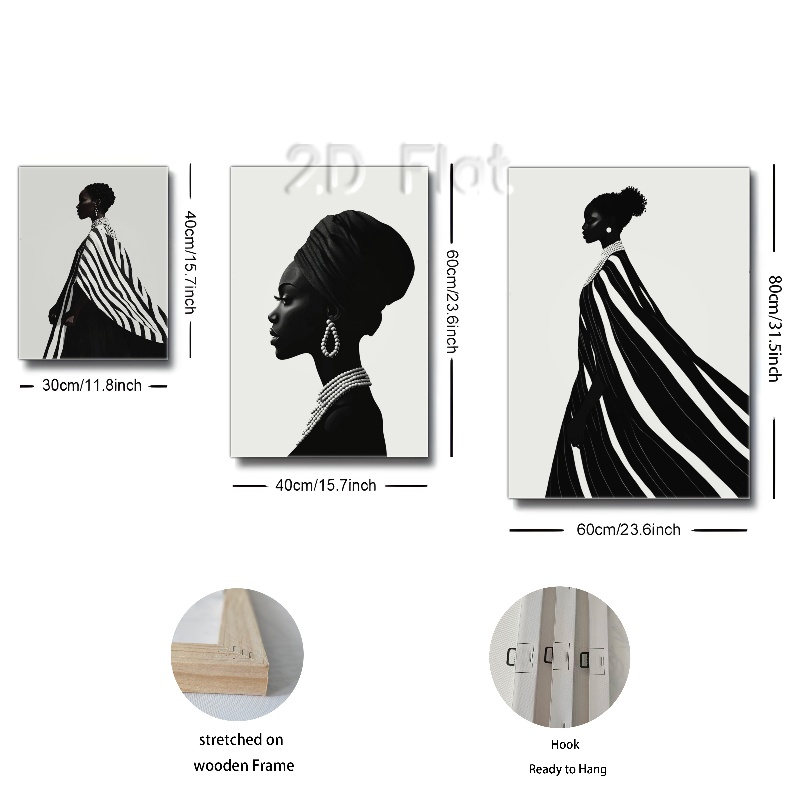 2D Flat
40cm/15.7inch
30cm/11.8inch
60cm/23.6inch
40cm/15.7inch
80cm/31.5inch
60cm/23.6inch
stretched on
wooden Frame
Hook
Ready to Hang